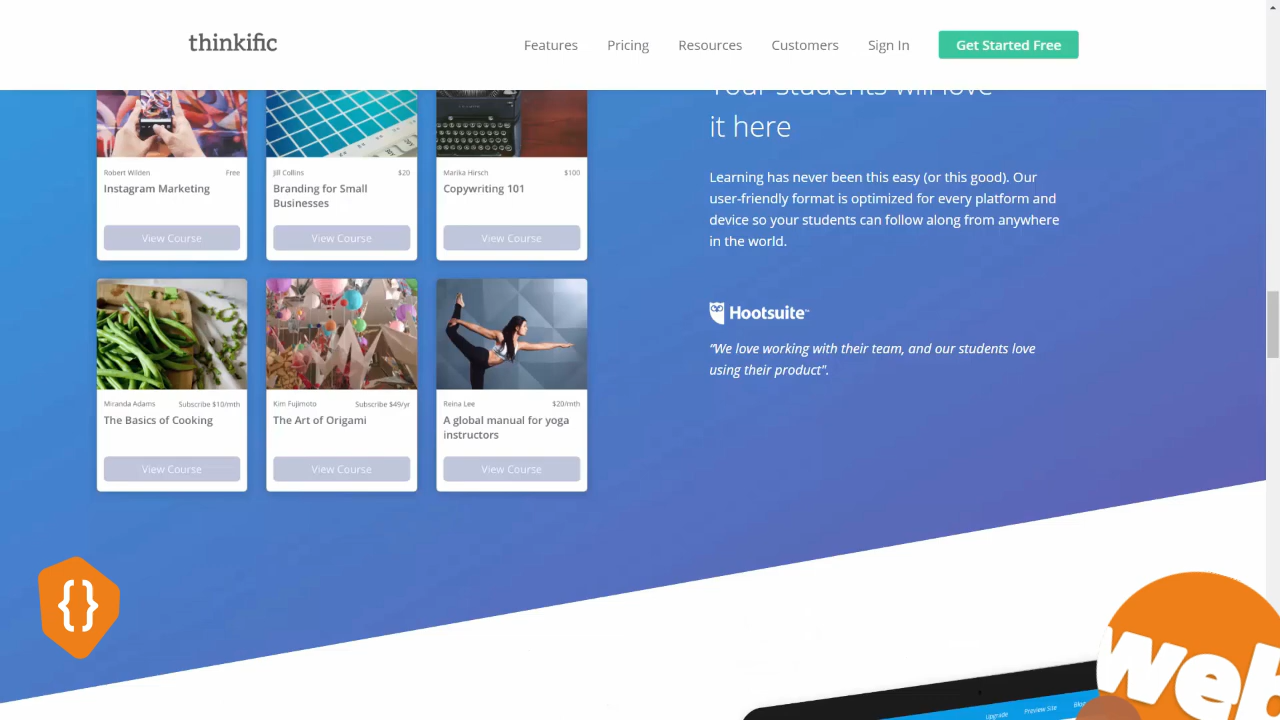 thinkific
Features
Pricing
Resources
Customers
Sign In
Get Started Free
Robert Wilden
Free
Instagram Marketing
View Course
Jill Collins
$20
Branding for Small
Businesses
View Course
Marika Hirsch
$100
Copywriting 101
View Course
Miranda Adams
Subscribe $10/mth
The Basics of Cooking
View Course
Kim Fujimoto
Subscribe $49/yr
The Art of Origami
View Course
Reina Lee
$20/mth
A global manual for yoga
instructors
View Course
Your students will love
it here
Learning has never been this easy (or this good). Our
user-friendly format is optimized for every platform and
device so your students can follow along from anywhere
in the world.
Hootsuite™
“We love working with their team, and our students love
using their product".
{}
web
Upgrade
Preview Site